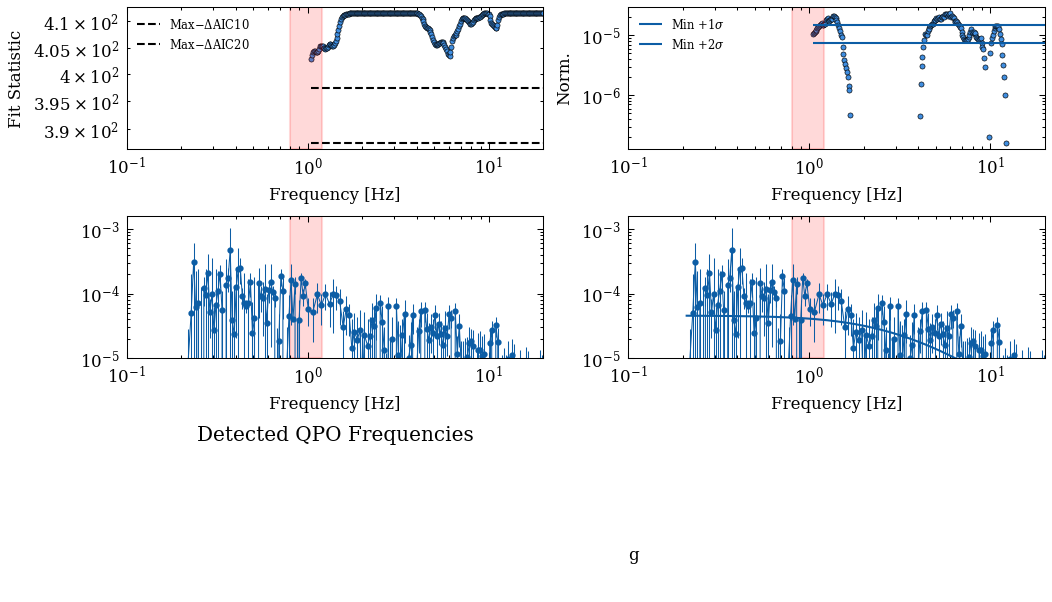 Fit Statistic
4.1 × 10²
4.05 × 10²
4 × 10²
3.95 × 10²
3.9 × 10²
Max−ΔAIC10
Max−ΔAIC20
10⁻¹ 10⁰ 10¹
Frequency [Hz]
Norm.
10⁻⁵
10⁻⁶
Min +1σ
Min +2σ
10⁻¹ 10⁰ 10¹
Frequency [Hz]
10⁻³
10⁻⁴
10⁻⁵
10⁻¹ 10⁰ 10¹
Frequency [Hz]
10⁻³
10⁻⁴
10⁻⁵
10⁻¹ 10⁰ 10¹
Frequency [Hz]
Detected QPO Frequencies
g